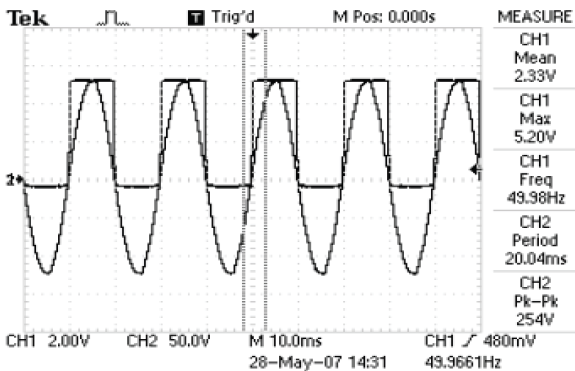 Tek T Trig'd M Pos: 0.000s MEASURE
CH1
Mean
2.33V
CH1
Max
5.20V
CH1
Freq
49.98Hz
CH2
Period
20.04ms
CH2
Pk-Pk
254V
2
CH1 2.00V CH2 50.0V M 10.0ms CH1 480mV
28-May-07 14:31 49.9661Hz